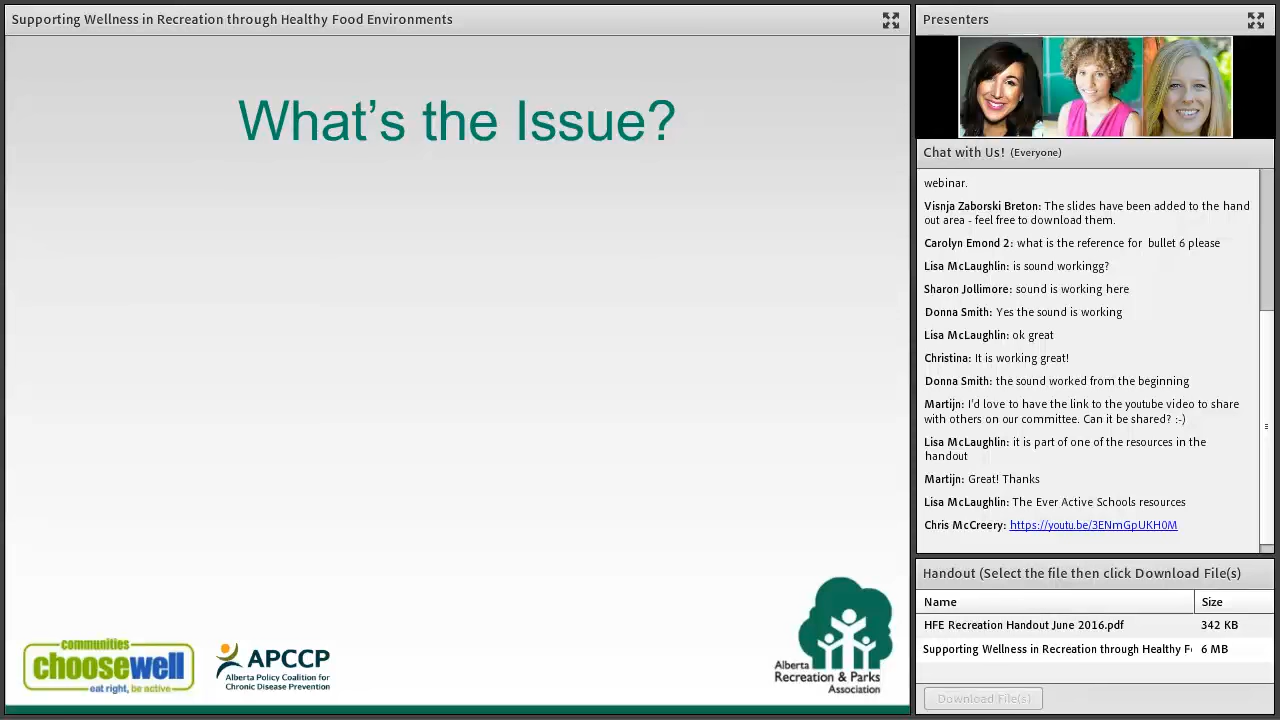 Supporting Wellness in Recreation through Healthy Food Environments
What's the Issue?
communities
choosewell
eat right, be active
APCCP
Alberta Policy Coalition for
Chronic Disease Prevention
Alberta
Recreation & Parks
Association
Presenters
Chat with Us! (Everyone)
webinar.
Visnja Zaborski Breton: The slides have been added to the hand
out area - feel free to download them.
Carolyn Emond 2: what is the reference for bullet 6 please
Lisa McLaughlin: is sound workingg?
Sharon Jollimore: sound is working here
Donna Smith: Yes the sound is working
Lisa McLaughlin: ok great
Christina: It is working great!
Donna Smith: the sound worked from the beginning
Martijn: I'd love to have the link to the youtube video to share
with others on our committee. Can it be shared? :-)
Lisa McLaughlin: it is part of one of the resources in the
handout
Martijn: Great! Thanks
Lisa McLaughlin: The Ever Active Schools resources
Chris McCreery: https://youtu.be/3ENmGpUKH0M
Handout (Select the file then click Download File(s)
Name Size
HFE Recreation Handout June 2016.pdf 342 KB
Supporting Wellness in Recreation through Healthy F 6 MB
Download File(s)